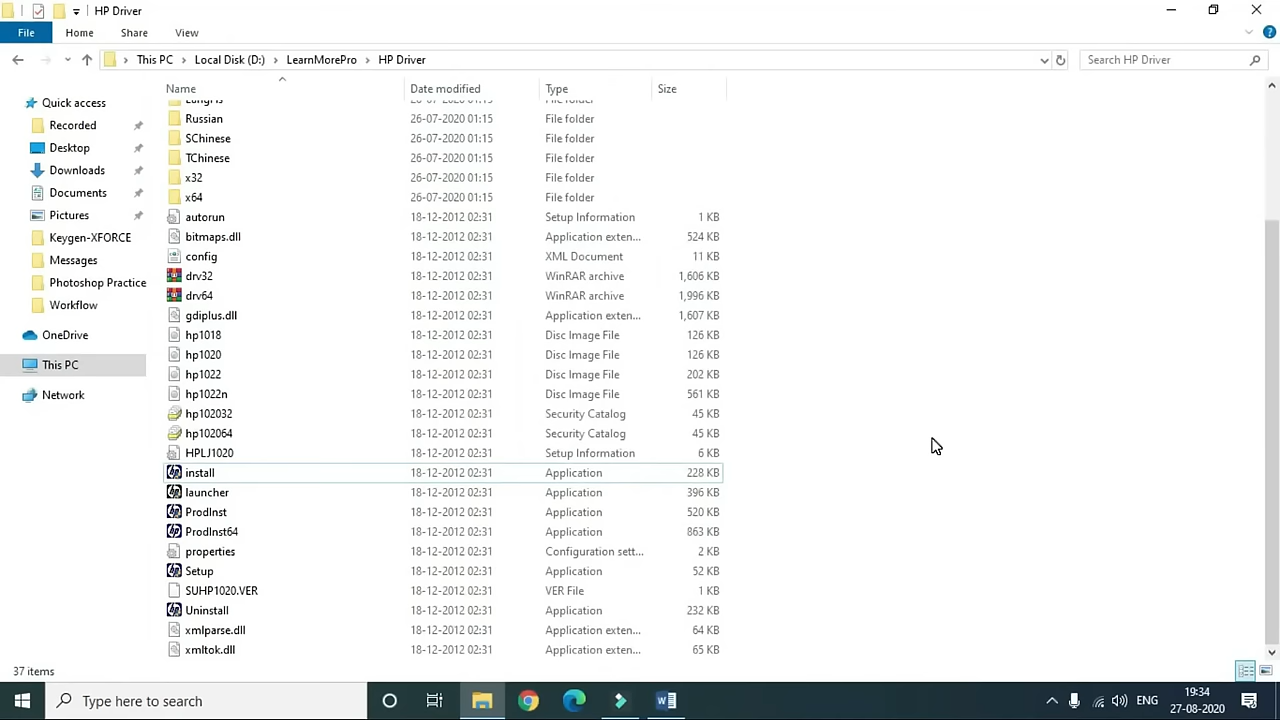 HP Driver
File Home Share View
This PC Local Disk (D:) LearnMorePro HP Driver Search HP Driver
Name Date modified Type Size
Quick access
Recorded
Desktop
Downloads
Documents
Pictures
Keygen-XFORCE
Messages
Photoshop Practice
Workflow
OneDrive
This PC
Network
Russian 26-07-2020 01:15 File folder
SChinese 26-07-2020 01:15 File folder
TChinese 26-07-2020 01:15 File folder
x32 26-07-2020 01:15 File folder
x64 26-07-2020 01:15 File folder
autorun 18-12-2012 02:31 Setup Information 1 KB
bitmaps.dll 18-12-2012 02:31 Application exten... 524 KB
config 18-12-2012 02:31 XML Document 11 KB
drv32 18-12-2012 02:31 WinRAR archive 1,606 KB
drv64 18-12-2012 02:31 WinRAR archive 1,996 KB
gdiplus.dll 18-12-2012 02:31 Application exten... 1,607 KB
hp1018 18-12-2012 02:31 Disc Image File 126 KB
hp1020 18-12-2012 02:31 Disc Image File 126 KB
hp1022 18-12-2012 02:31 Disc Image File 202 KB
hp1022n 18-12-2012 02:31 Disc Image File 561 KB
hp102032 18-12-2012 02:31 Security Catalog 45 KB
hp102064 18-12-2012 02:31 Security Catalog 45 KB
HPLJ1020 18-12-2012 02:31 Setup Information 6 KB
install 18-12-2012 02:31 Application 228 KB
launcher 18-12-2012 02:31 Application 396 KB
ProdInst 18-12-2012 02:31 Application 520 KB
ProdInst64 18-12-2012 02:31 Application 863 KB
properties 18-12-2012 02:31 Configuration sett... 2 KB
Setup 18-12-2012 02:31 Application 52 KB
SUHP1020.VER 18-12-2012 02:31 VER File 1 KB
Uninstall 18-12-2012 02:31 Application 232 KB
xmlparse.dll 18-12-2012 02:31 Application exten... 64 KB
xmltok.dll 18-12-2012 02:31 Application exten... 65 KB
37 items
Type here to search ENG 19:34
27-08-2020